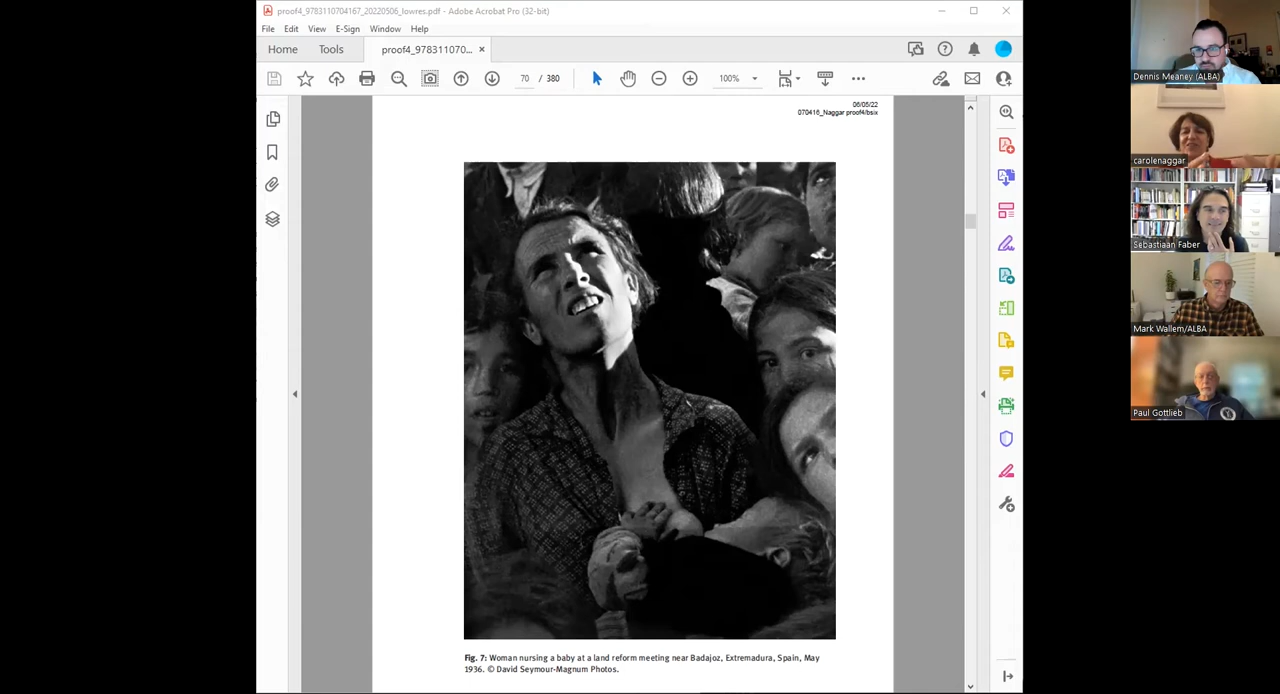 proof4_9783110704167_20220506_lowres.pdf - Adobe Acrobat Pro (32-bit)
File Edit View E-Sign Window Help
Home Tools proof4_978311070... ×
70 / 380 100%
06/05/22
070416_Naggar proof4/bsix
Fig. 7: Woman nursing a baby at a land reform meeting near Badajoz, Extremadura, Spain, May
1936. © David Seymour-Magnum Photos.
Dennis Meaney (ALBA)
carolenaggar
Sebastiaan Faber
Mark Wallem/ALBA
Paul Gottlieb